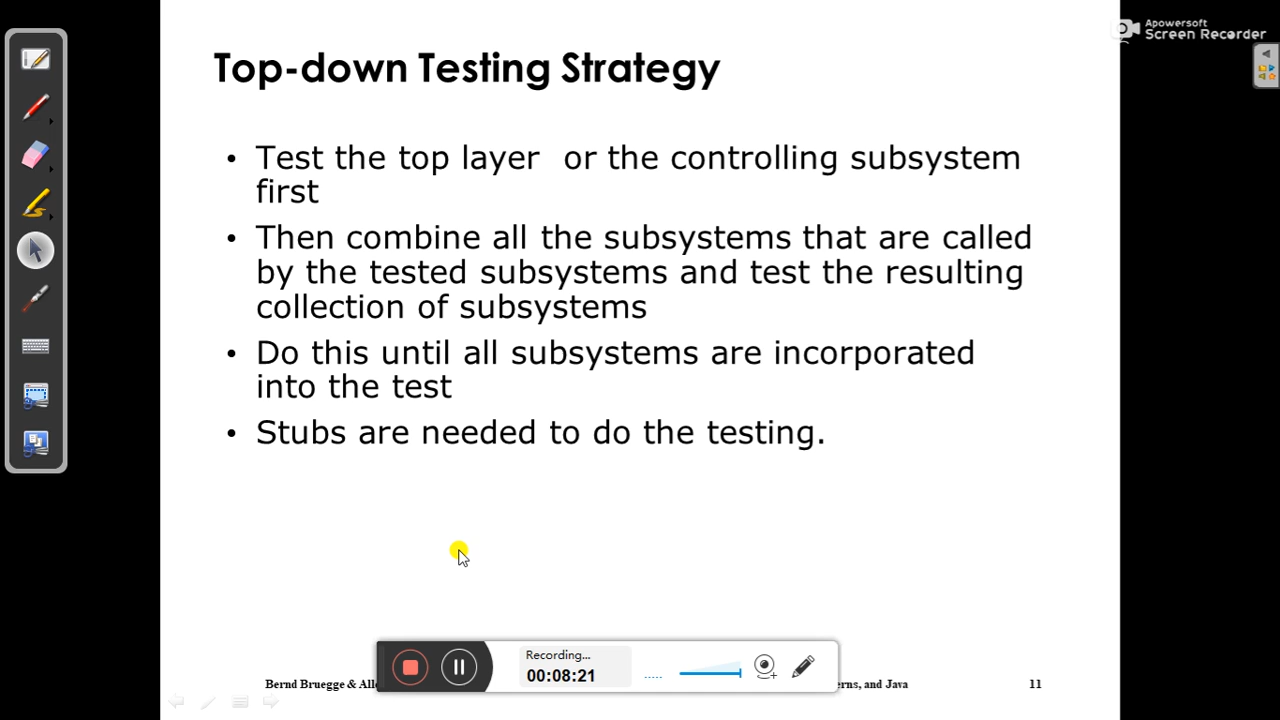 Apowersoft
Screen Recorder
Top-down Testing Strategy
• Test the top layer or the controlling subsystem
first
• Then combine all the subsystems that are called
by the tested subsystems and test the resulting
collection of subsystems
• Do this until all subsystems are incorporated
into the test
• Stubs are needed to do the testing.
Recording...
00:08:21
Bernd Bruegge & and Java
11